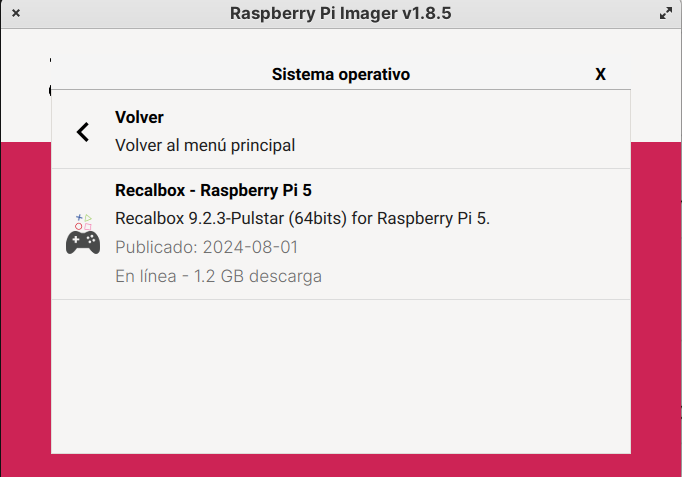 Raspberry Pi Imager v1.8.5
Sistema operativo
X
Volver
Volver al menú principal
Recalbox - Raspberry Pi 5
Recalbox 9.2.3-Pulstar (64bits) for Raspberry Pi 5.
Publicado: 2024-08-01
En línea - 1.2 GB descarga